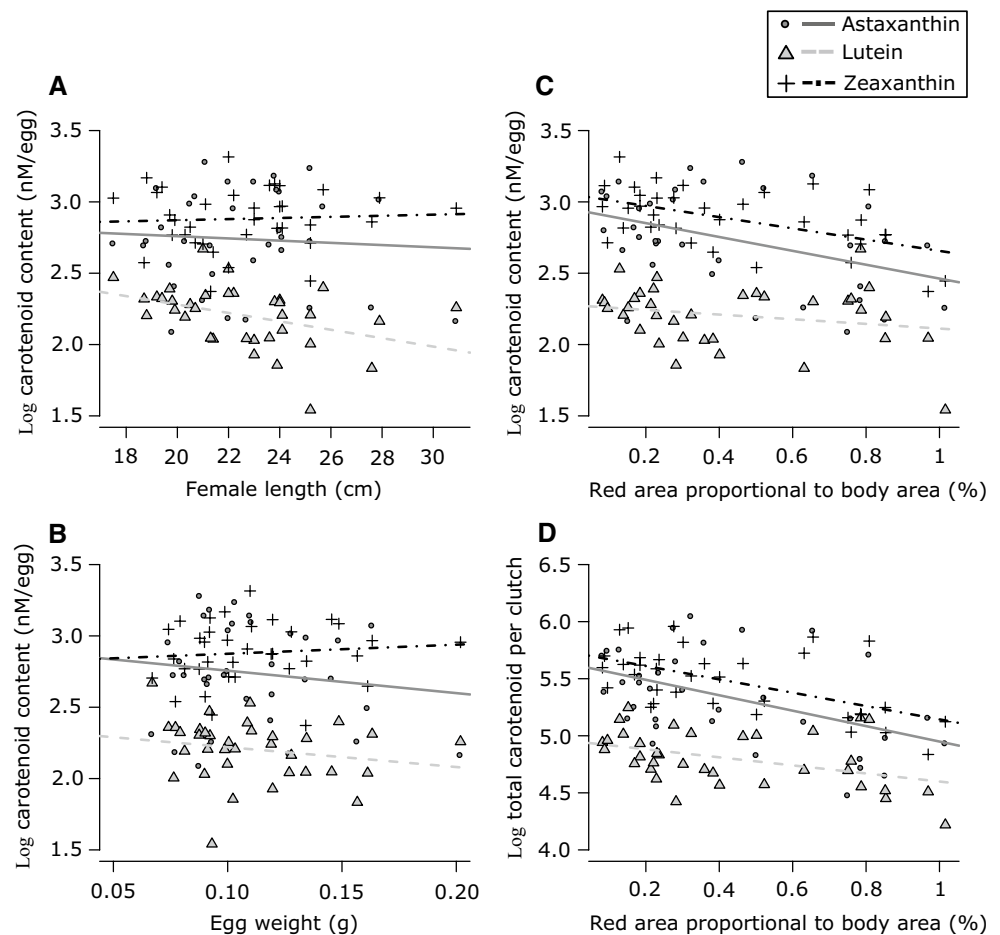 Astaxanthin
Lutein
Zeaxanthin
A
Log carotenoid content (nM/egg)
3.5
3.0
2.5
2.0
1.5
18 20 22 24 26 28 30
Female length (cm)
C
Log carotenoid content (nM/egg)
3.5
3.0
2.5
2.0
1.5
0.2 0.4 0.6 0.8 1
Red area proportional to body area (%)
B
Log carotenoid content (nM/egg)
3.5
3.0
2.5
2.0
1.5
0.05 0.10 0.15 0.20
Egg weight (g)
D
Log total carotenoid per clutch
6.5
6.0
5.5
5.0
4.5
4.0
0.2 0.4 0.6 0.8 1
Red area proportional to body area (%)